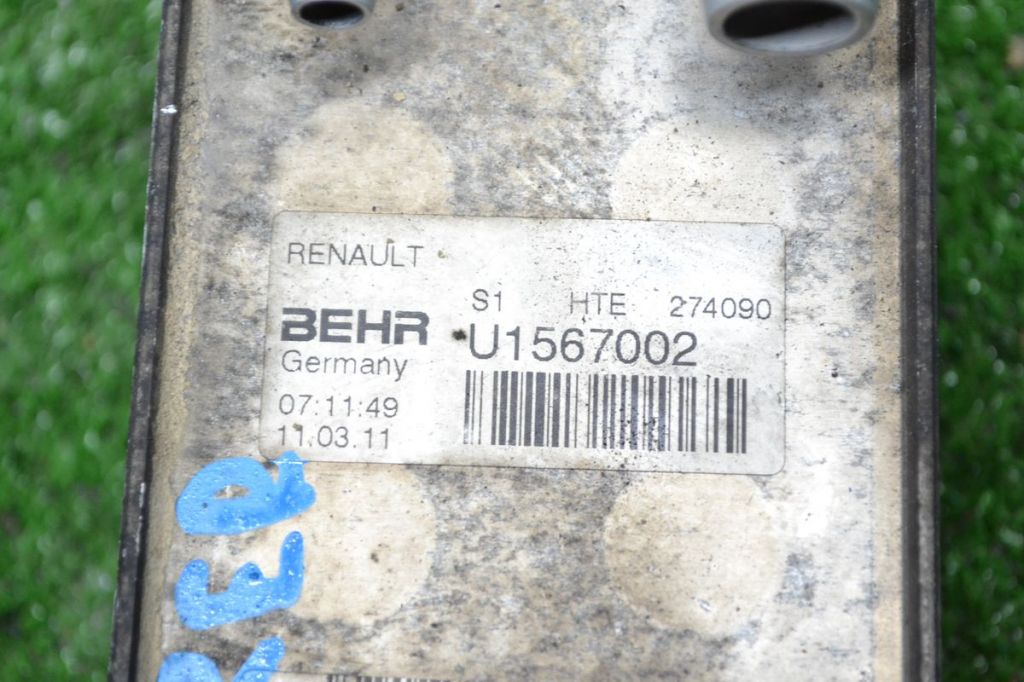 RENAULT
S1 HTE 274090
BEHR U1567002
Germany
07:11:49
11.03.11